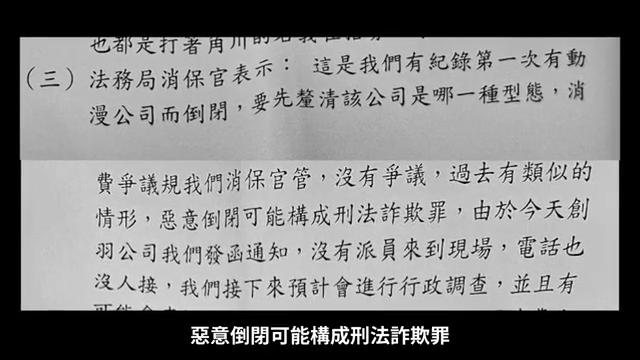 也都是打著角川的名我在招募
(三) 法務局消保官表示：這是我們有紀錄第一次有動
漫公司而倒閉，要先釐清該公司是哪一種型態，消
費爭議規我們消保官管，沒有爭議，過去有類似的
情形，惡意倒閉可能構成刑法詐欺罪，由於今天創
羽公司我們發函通知，沒有派員來到現場，電話也
沒人接，我們接下來預計會進行行政調查，並且有
惡意倒閉可能構成刑法詐欺罪